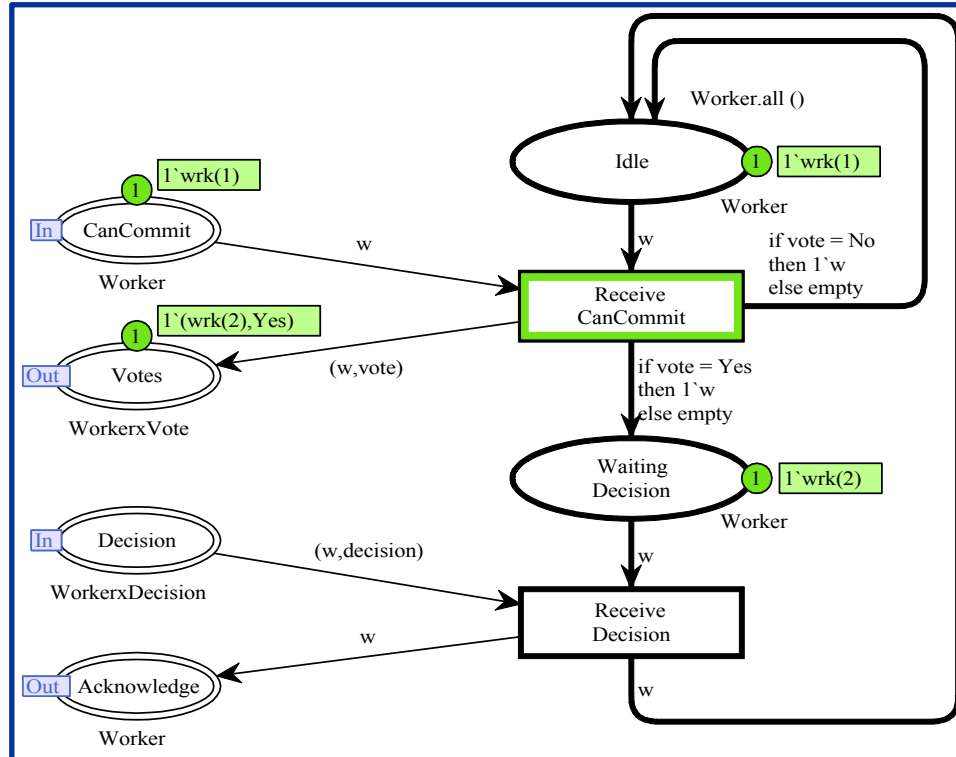 Worker.all ()
Idle
1
1`wrk(1)
Worker
1
1`wrk(1)
In
CanCommit
Worker
w
w
if vote = No
then 1`w
else empty
Receive
CanCommit
1
1`(wrk(2),Yes)
Out
Votes
WorkerxVote
(w,vote)
if vote = Yes
then 1`w
else empty
Waiting
Decision
1
1`wrk(2)
Worker
In
Decision
WorkerxDecision
(w,decision)
w
Receive
Decision
w
Out
Acknowledge
Worker
w